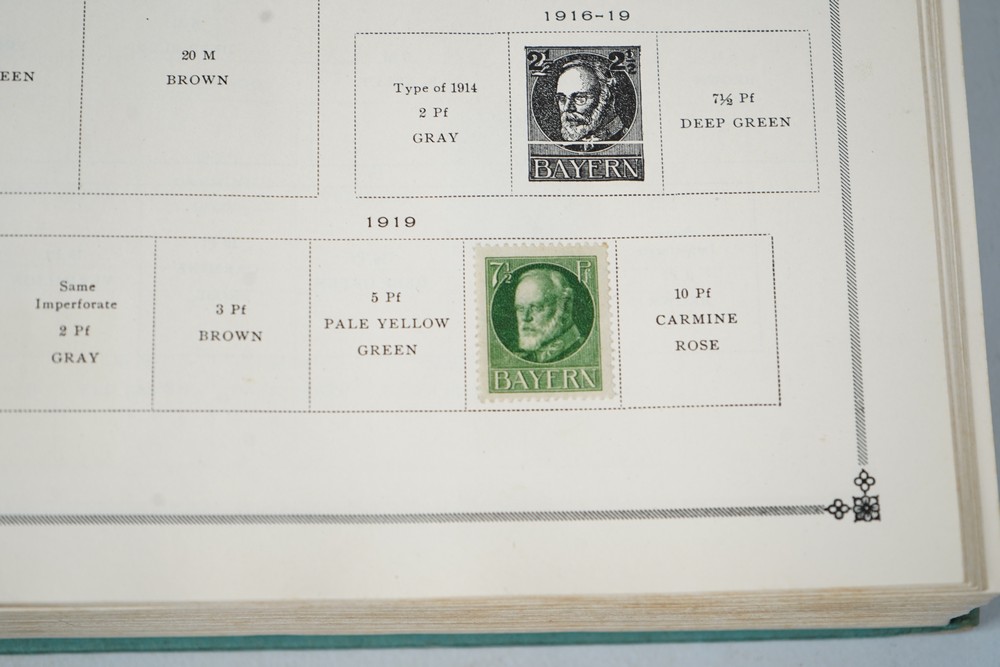 1916-19
EEN
20 M
BROWN
Type of 1914
2 Pf
GRAY
2½ 2½
BAYERN
7½ Pf
DEEP GREEN
1919
Same
Imperforate
2 Pf
GRAY
3 Pf
BROWN
5 Pf
PALE YELLOW
GREEN
7½ Pf
BAYERN
10 Pf
CARMINE
ROSE